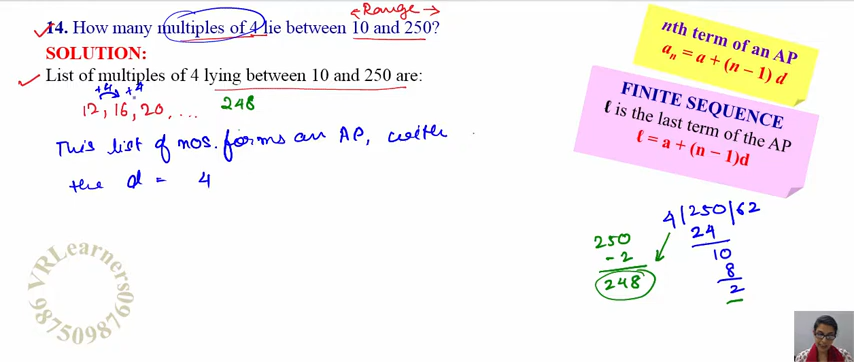 <Range>
14. How many multiples of 4 lie between 10 and 250?
SOLUTION:
List of multiples of 4 lying between 10 and 250 are:
+4 +4
12, 16, 20, ... 248
This list of nos. forms an AP, with
the d = 4
nth term of an AP
aₙ = a + (n – 1) d
FINITE SEQUENCE
ℓ is the last term of the AP
ℓ = a + (n – 1)d
4/250/62
24
10
8
2
250
- 2
248
VRLearners
9875098760